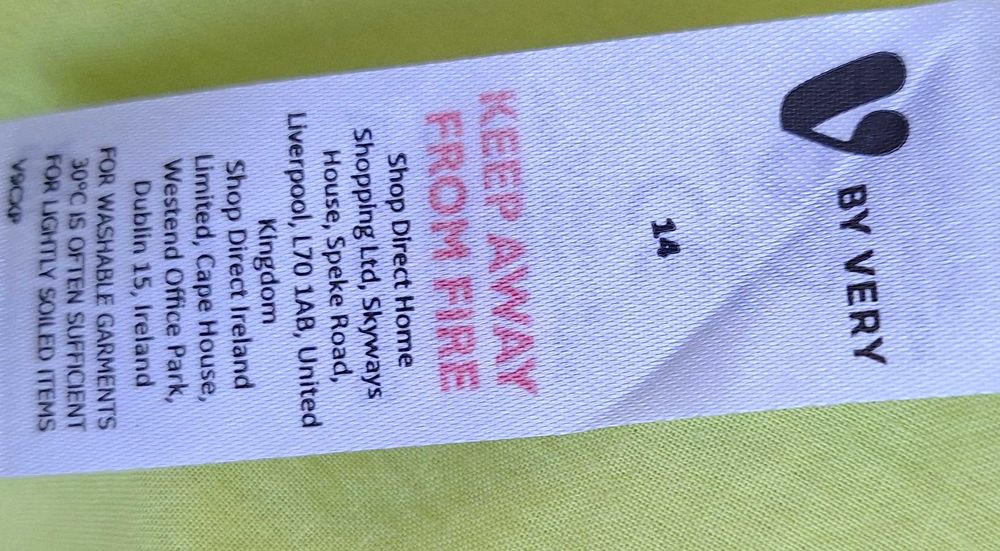 BY VERY
14
KEEP AWAY
FROM FIRE
Shop Direct Home
Shopping Ltd, Skyways
House, Speke Road,
Liverpool, L70 1AB, United
Kingdom
Shop Direct Ireland
Limited, Cape House,
Westend Office Park,
Dublin 15, Ireland
FOR WASHABLE GARMENTS
30°C IS OFTEN SUFFICIENT
FOR LIGHTLY SOILED ITEMS